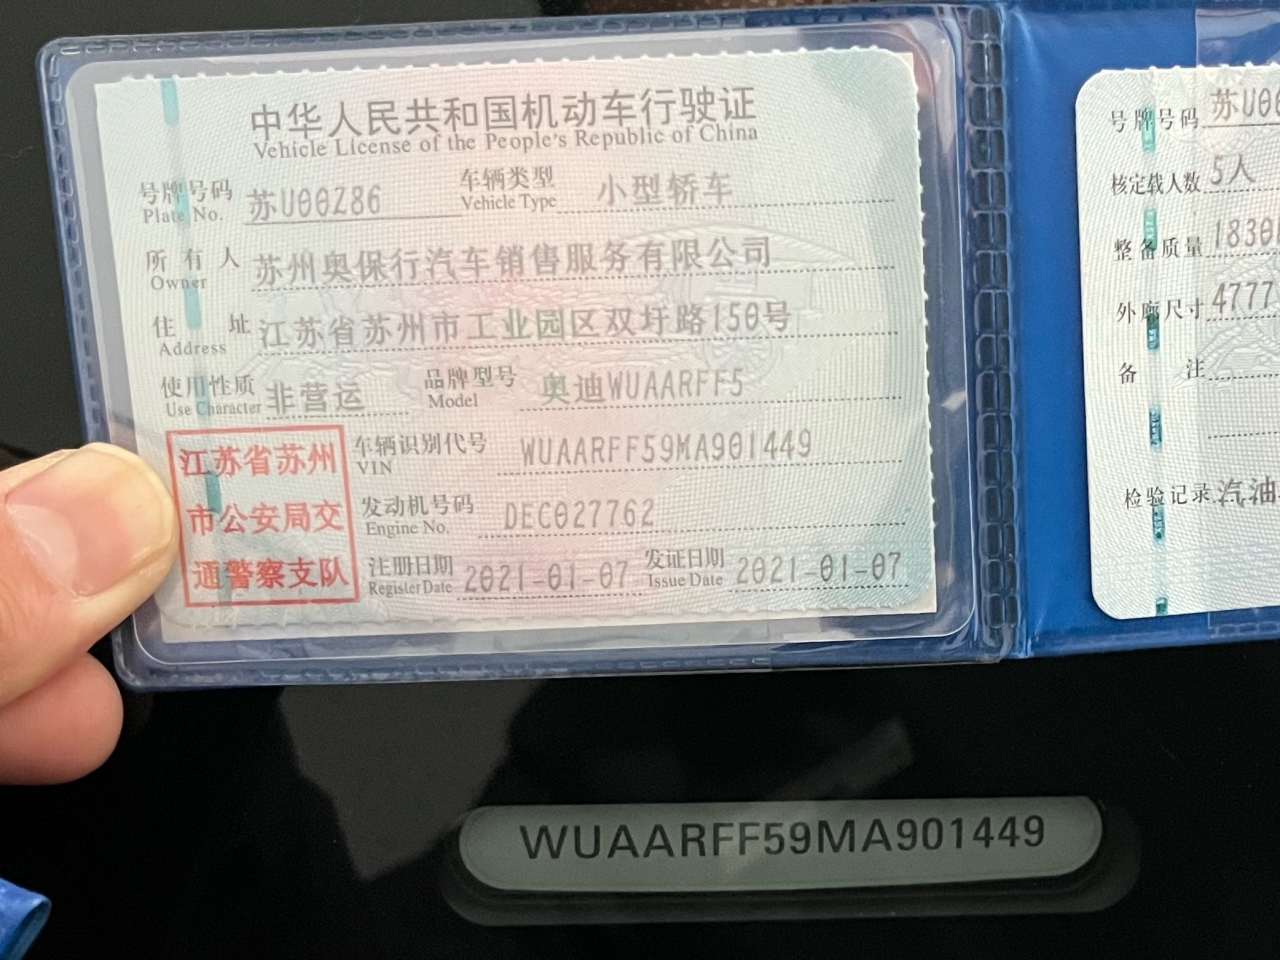 中华人民共和国机动车行驶证
Vehicle License of the People's Republic of China
号牌号码 苏U00Z86 车辆类型 小型轿车
Plate No. Vehicle Type
所有人 苏州奥保行汽车销售服务有限公司
Owner
住址 江苏省苏州市工业园区双圩路150号
Address
使用性质 非营运 品牌型号 奥迪WUAARFF5
Use Character Model
江苏省苏州
市公安局交
通警察支队
车辆识别代号 WUAARFF59MA901449
VIN
发动机号码 DEC027762
Engine No.
注册日期 2021-01-07 发证日期 2021-01-07
Register Date Issue Date
号牌号码 苏U00
核定载人数 5人
整备质量 1830
外廓尺寸 4777
备注
检验记录 汽油
WUAARFF59MA901449